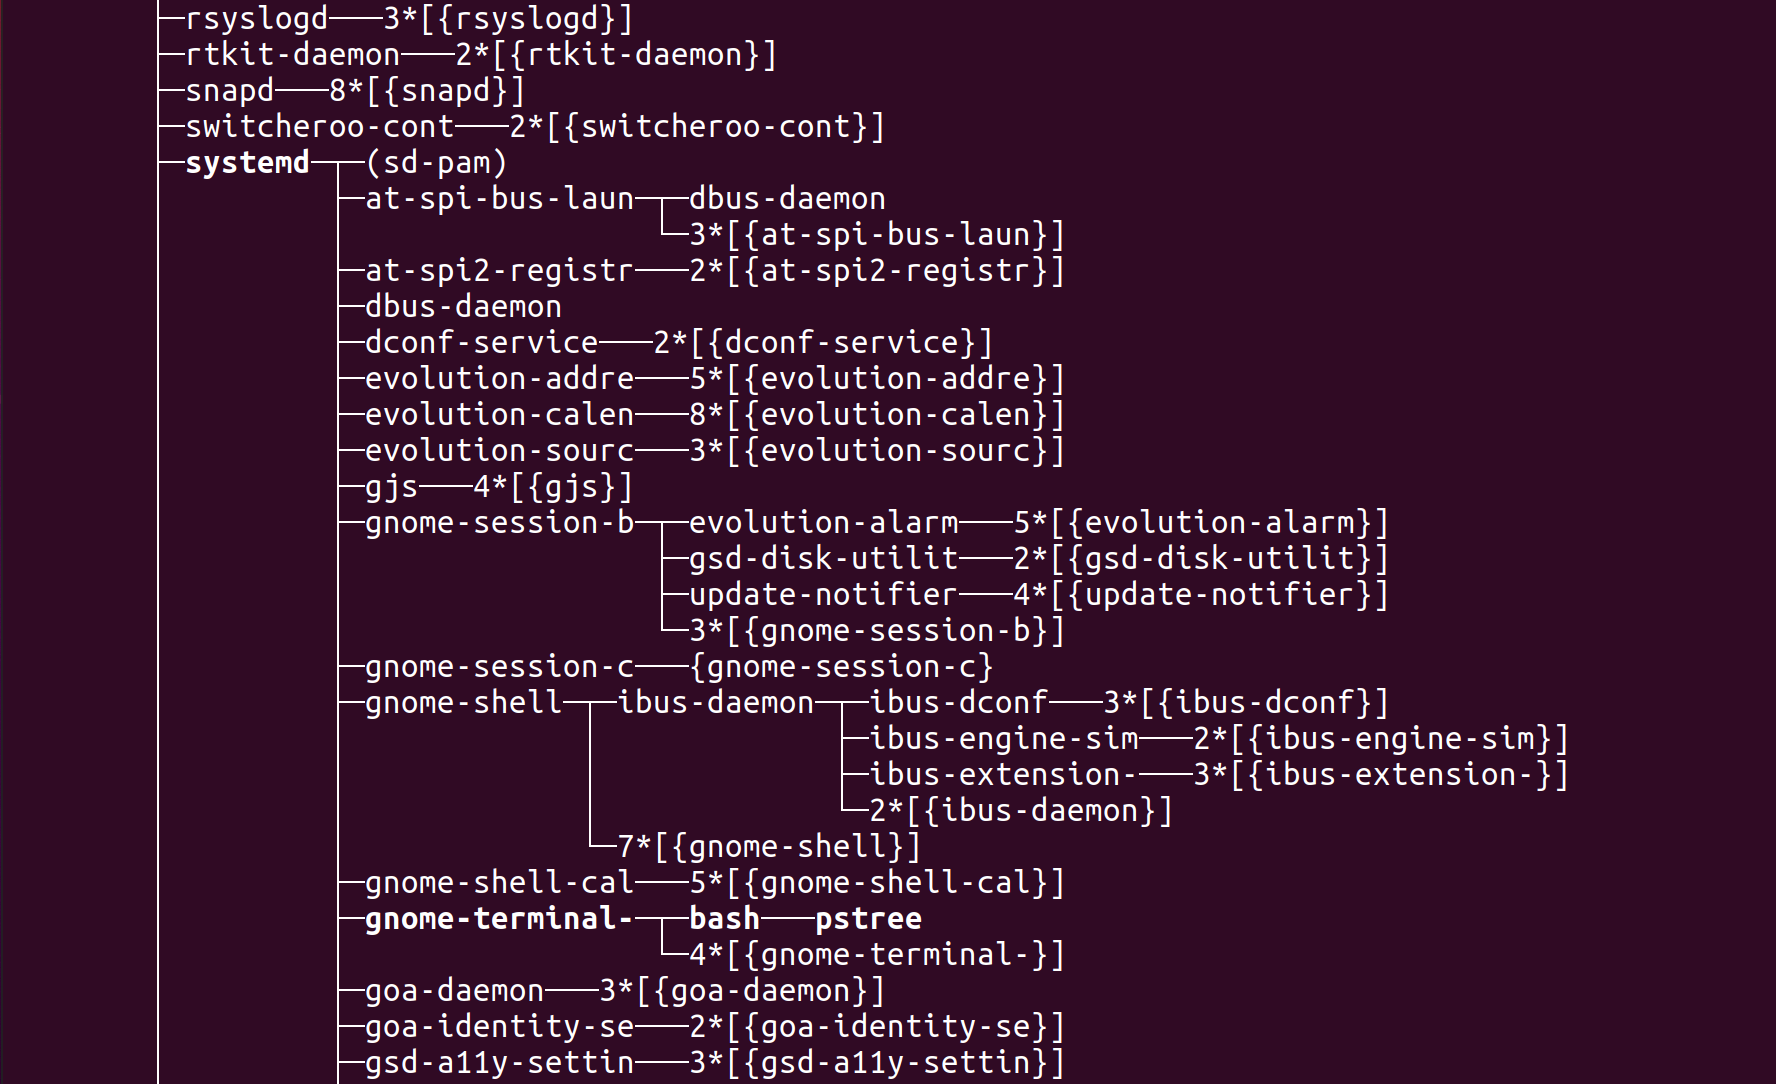 ├─rsyslogd───3*[{rsyslogd}]
├─rtkit-daemon───2*[{rtkit-daemon}]
├─snapd───8*[{snapd}]
├─switcheroo-cont───2*[{switcheroo-cont}]
├─systemd─┬─(sd-pam)
│         ├─at-spi-bus-laun─┬─dbus-daemon
│         │                 └─3*[{at-spi-bus-laun}]
│         ├─at-spi2-registr───2*[{at-spi2-registr}]
│         ├─dbus-daemon
│         ├─dconf-service───2*[{dconf-service}]
│         ├─evolution-addre───5*[{evolution-addre}]
│         ├─evolution-calen───8*[{evolution-calen}]
│         ├─evolution-sourc───3*[{evolution-sourc}]
│         ├─gjs───4*[{gjs}]
│         ├─gnome-session-b─┬─evolution-alarm───5*[{evolution-alarm}]
│         │                 ├─gsd-disk-utilit───2*[{gsd-disk-utilit}]
│         │                 ├─update-notifier───4*[{update-notifier}]
│         │                 └─3*[{gnome-session-b}]
│         ├─gnome-session-c───{gnome-session-c}
│         ├─gnome-shell─┬─ibus-daemon─┬─ibus-dconf───3*[{ibus-dconf}]
│         │             │             ├─ibus-engine-sim───2*[{ibus-engine-sim}]
│         │             │             ├─ibus-extension-───3*[{ibus-extension-}]
│         │             │             └─2*[{ibus-daemon}]
│         │             └─7*[{gnome-shell}]
│         ├─gnome-shell-cal───5*[{gnome-shell-cal}]
│         ├─gnome-terminal-─┬─bash───pstree
│         │                 └─4*[{gnome-terminal-}]
│         ├─goa-daemon───3*[{goa-daemon}]
│         ├─goa-identity-se───2*[{goa-identity-se}]
│         ├─gsd-a11y-settin───3*[{gsd-a11y-settin}]